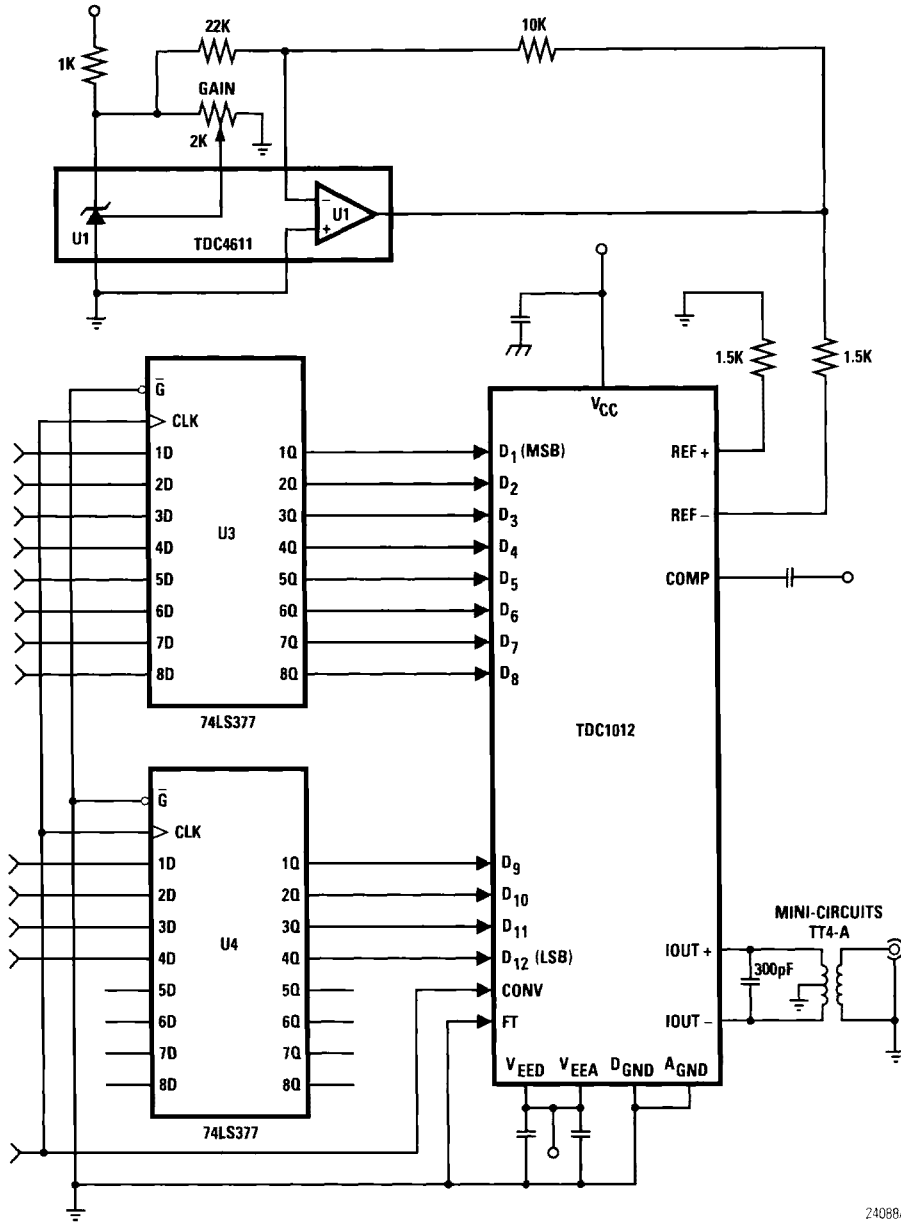 22K
10K
1K
GAIN
2K
U1
U1
−
+
TDC4611
1.5K
1.5K
G
CLK
1D
2D
3D
4D
5D
6D
7D
8D
U3
1Q
2Q
3Q
4Q
5Q
6Q
7Q
8Q
74LS377
VCC
D1 (MSB)
D2
D3
D4
D5
D6
D7
D8
REF +
REF −
COMP
TDC1012
G
CLK
1D
2D
3D
4D
5D
6D
7D
8D
U4
1Q
2Q
3Q
4Q
5Q
6Q
7Q
8Q
74LS377
D9
D10
D11
D12 (LSB)
CONV
FT
VEED VEEA DGND AGND
IOUT +
IOUT −
300pF
MINI-CIRCUITS
TT4-A